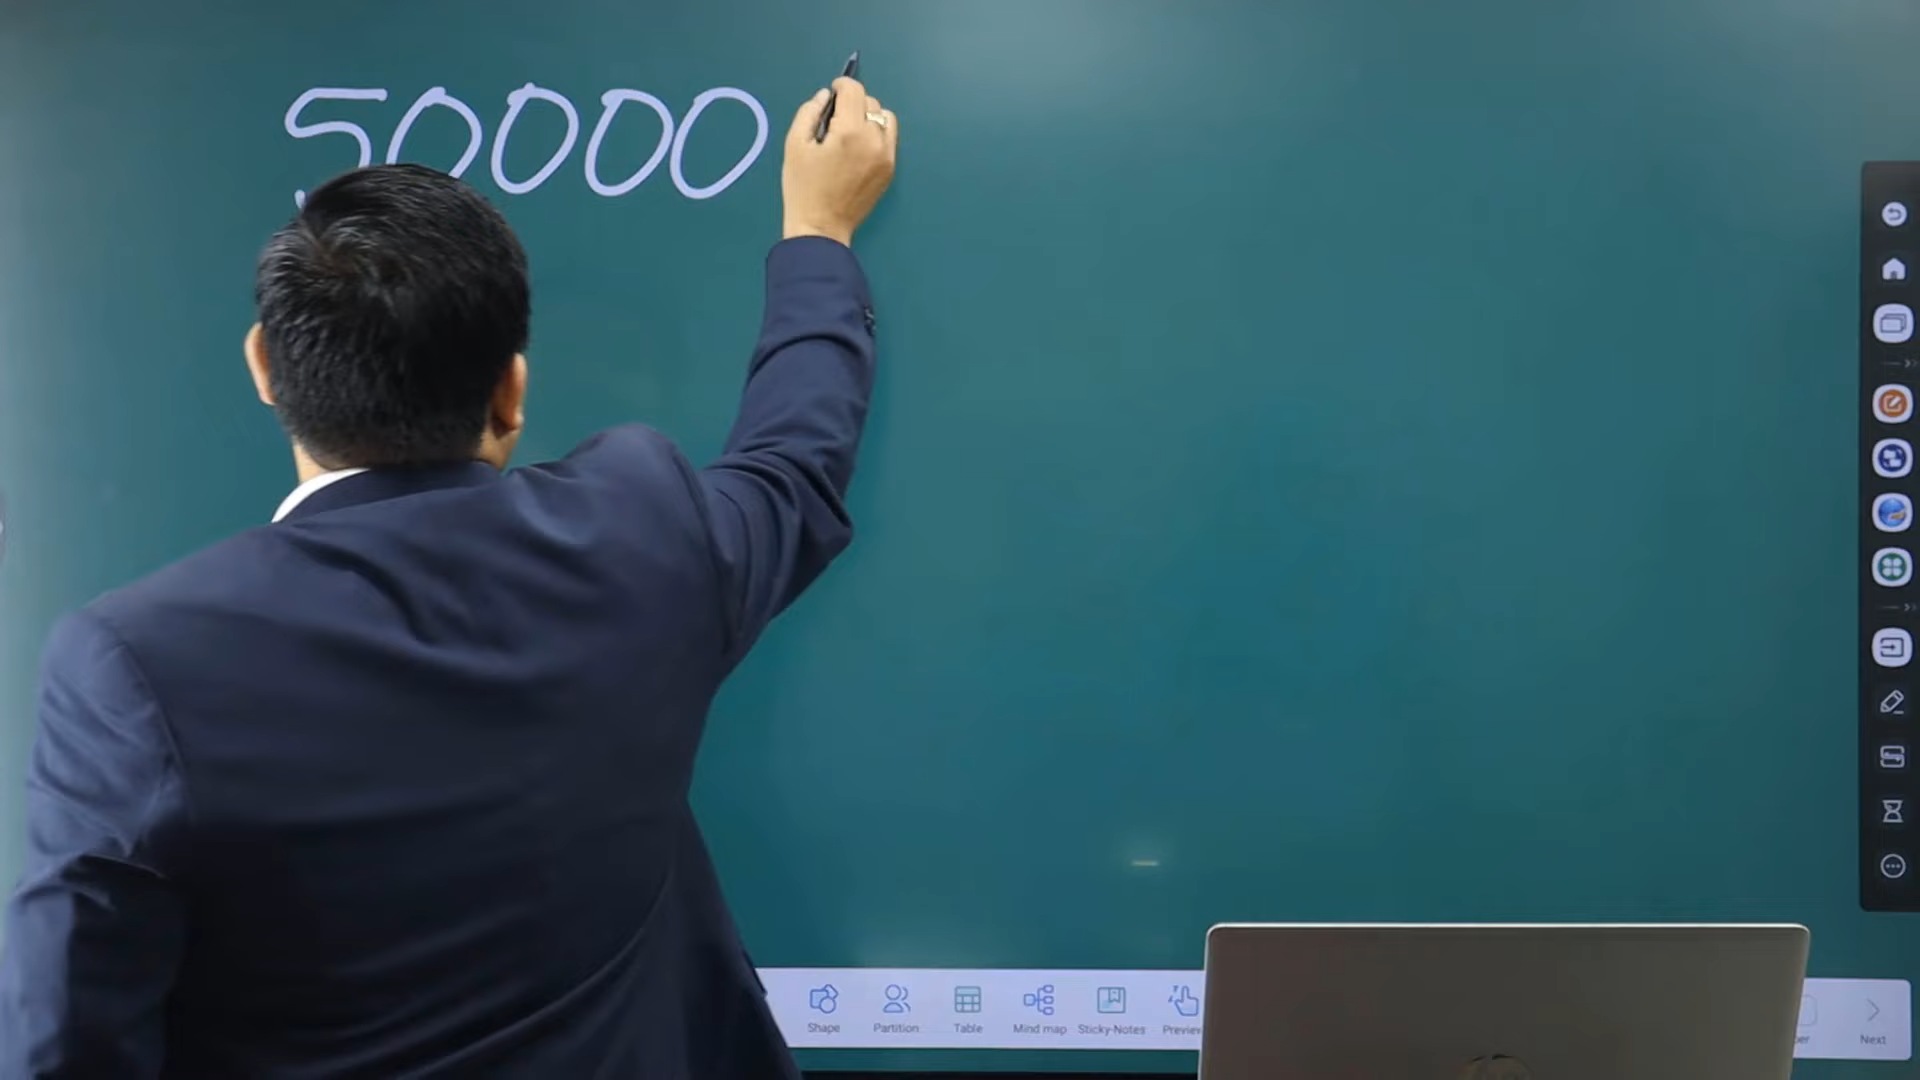 50000
Shape
Partition
Table
Mind map
Sticky-Notes
Next